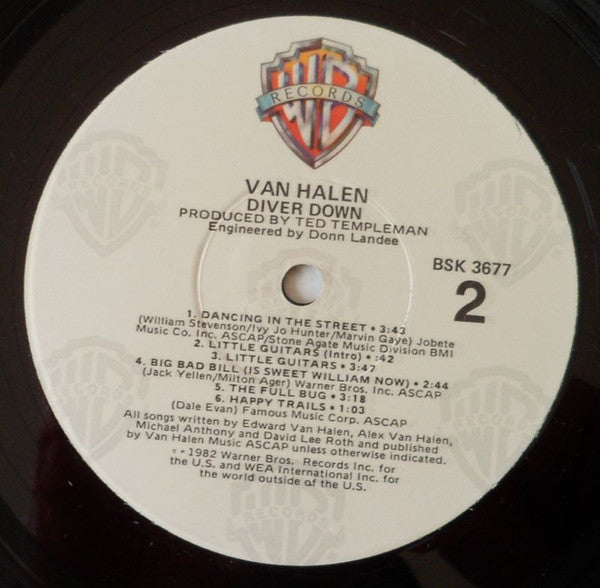 WB
RECORDS
VAN HALEN
DIVER DOWN
PRODUCED BY TED TEMPLEMAN
Engineered by Donn Landee
BSK 3677
2
1. DANCING IN THE STREET • 3:43
(William Stevenson/Ivy Jo Hunter/Marvin Gaye) Jobete
Music Co. Inc. ASCAP/Stone Agate Music Division BMI
2. LITTLE GUITARS (Intro) • :42
3. LITTLE GUITARS • 3:47
4. BIG BAD BILL (IS SWEET WILLIAM NOW) • 2:44
(Jack Yellen/Milton Ager) Warner Bros. Inc. ASCAP
5. THE FULL BUG • 3:18
6. HAPPY TRAILS • 1:03
(Dale Evan) Famous Music Corp. ASCAP
All songs written by Edward Van Halen, Alex Van Halen,
Michael Anthony and David Lee Roth and published
by Van Halen Music ASCAP unless otherwise indicated.
1982 Warner Bros. Records Inc. for
the U.S. and WEA International Inc. for
the world outside of the U.S.